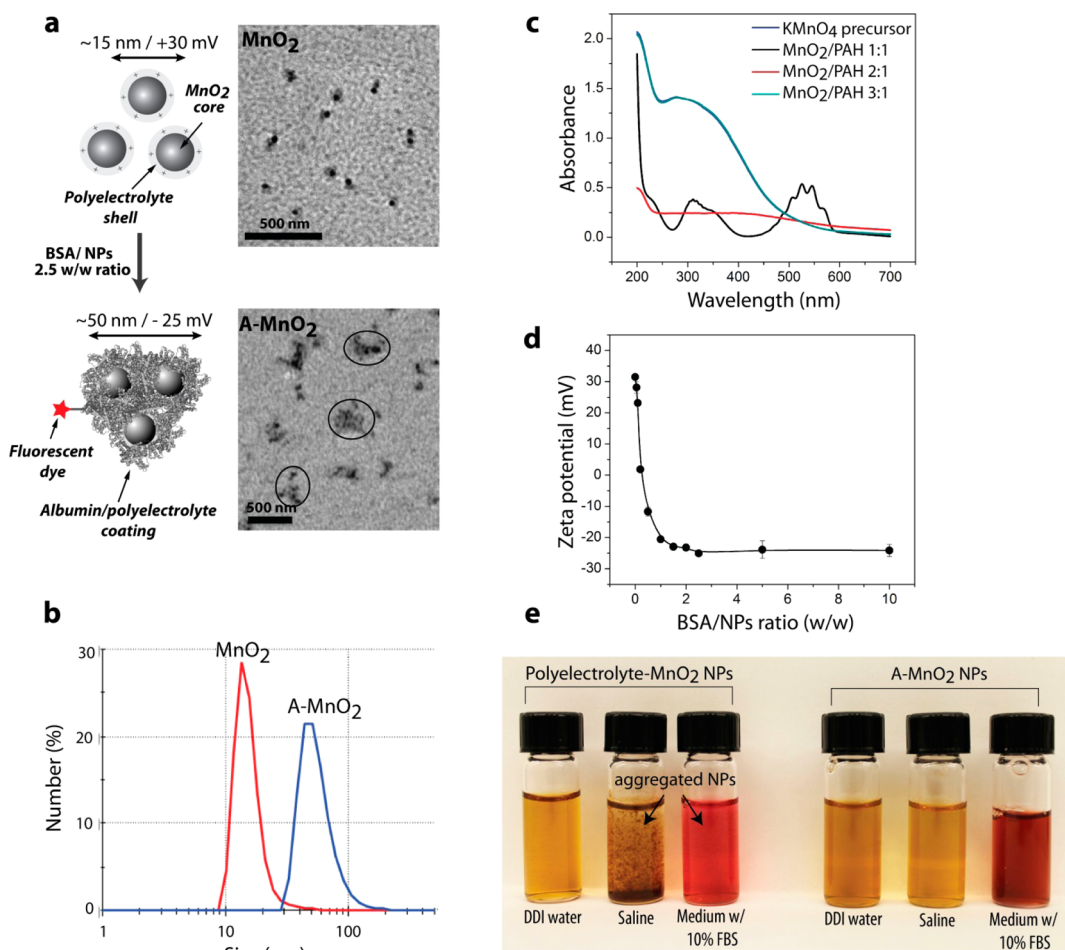 a
~15 nm / +30 mV
MnO2
core
Polyelectrolyte
shell
BSA/ NPs
2.5 w/w ratio
~50 nm / - 25 mV
Fluorescent
dye
Albumin/polyelectrolyte
coating
MnO2
500 nm
A-MnO2
500 nm
b
MnO2
A-MnO2
Number (%)
30
20
10
0
1
10
100
c
KMnO4 precursor
MnO2/PAH 1:1
MnO2/PAH 2:1
MnO2/PAH 3:1
Absorbance
2.0
1.5
1.0
0.5
0.0
200 300 400 500 600 700
Wavelength (nm)
d
Zeta potential (mV)
40
30
20
10
0
-10
-20
-30
0 2 4 6 8 10
BSA/NPs ratio (w/w)
e
Polyelectrolyte-MnO2 NPs
A-MnO2 NPs
aggregated NPs
DDI water
Saline
Medium w/
10% FBS
DDI water
Saline
Medium w/
10% FBS